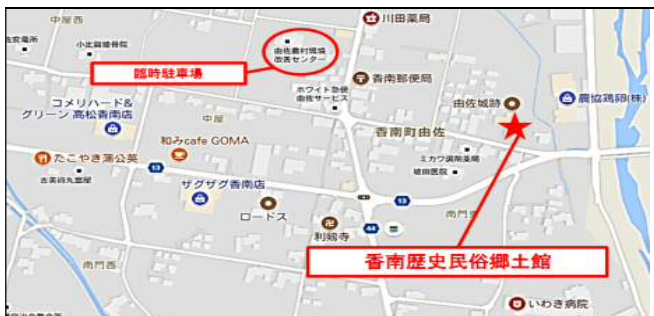 中屋西
川田薬局
小比賀接骨院
由佐農村環境
改善センター
臨時駐車場
香南郵便局
由佐城跡
農協鶏卵(株)
ホワイト急便
由佐サービス
コメリハード&
グリーン 高松香南店
中屋
香南町由佐
和みcafe GOMA
たこやき蒲公英
ミカワ調剤薬局
植田医院
13
ザグザグ香南店
13
ロードス
南門
44
利剱寺
香南歴史民俗郷土館
南門西
いわき病院